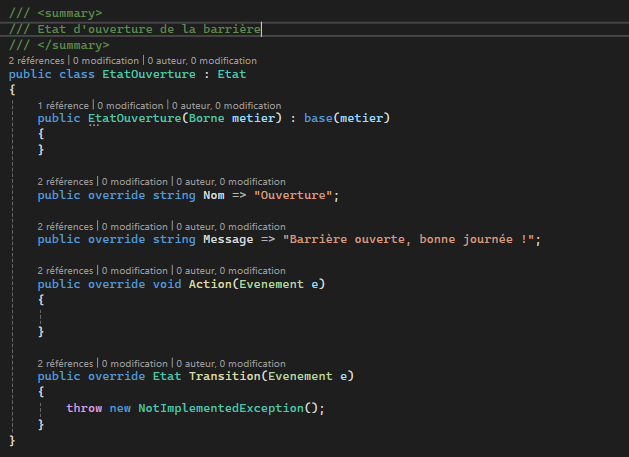 /// <summary>
/// Etat d'ouverture de la barrière
/// </summary>
2 références | 0 modification | 0 auteur, 0 modification
public class EtatOuverture : Etat
{
1 référence | 0 modification | 0 auteur, 0 modification
public EtatOuverture(Borne metier) : base(metier)
{
}
2 références | 0 modification | 0 auteur, 0 modification
public override string Nom => "Ouverture";
2 références | 0 modification | 0 auteur, 0 modification
public override string Message => "Barrière ouverte, bonne journée !";
2 références | 0 modification | 0 auteur, 0 modification
public override void Action(Evenement e)
{
}
2 références | 0 modification | 0 auteur, 0 modification
public override Etat Transition(Evenement e)
{
throw new NotImplementedException();
}
}